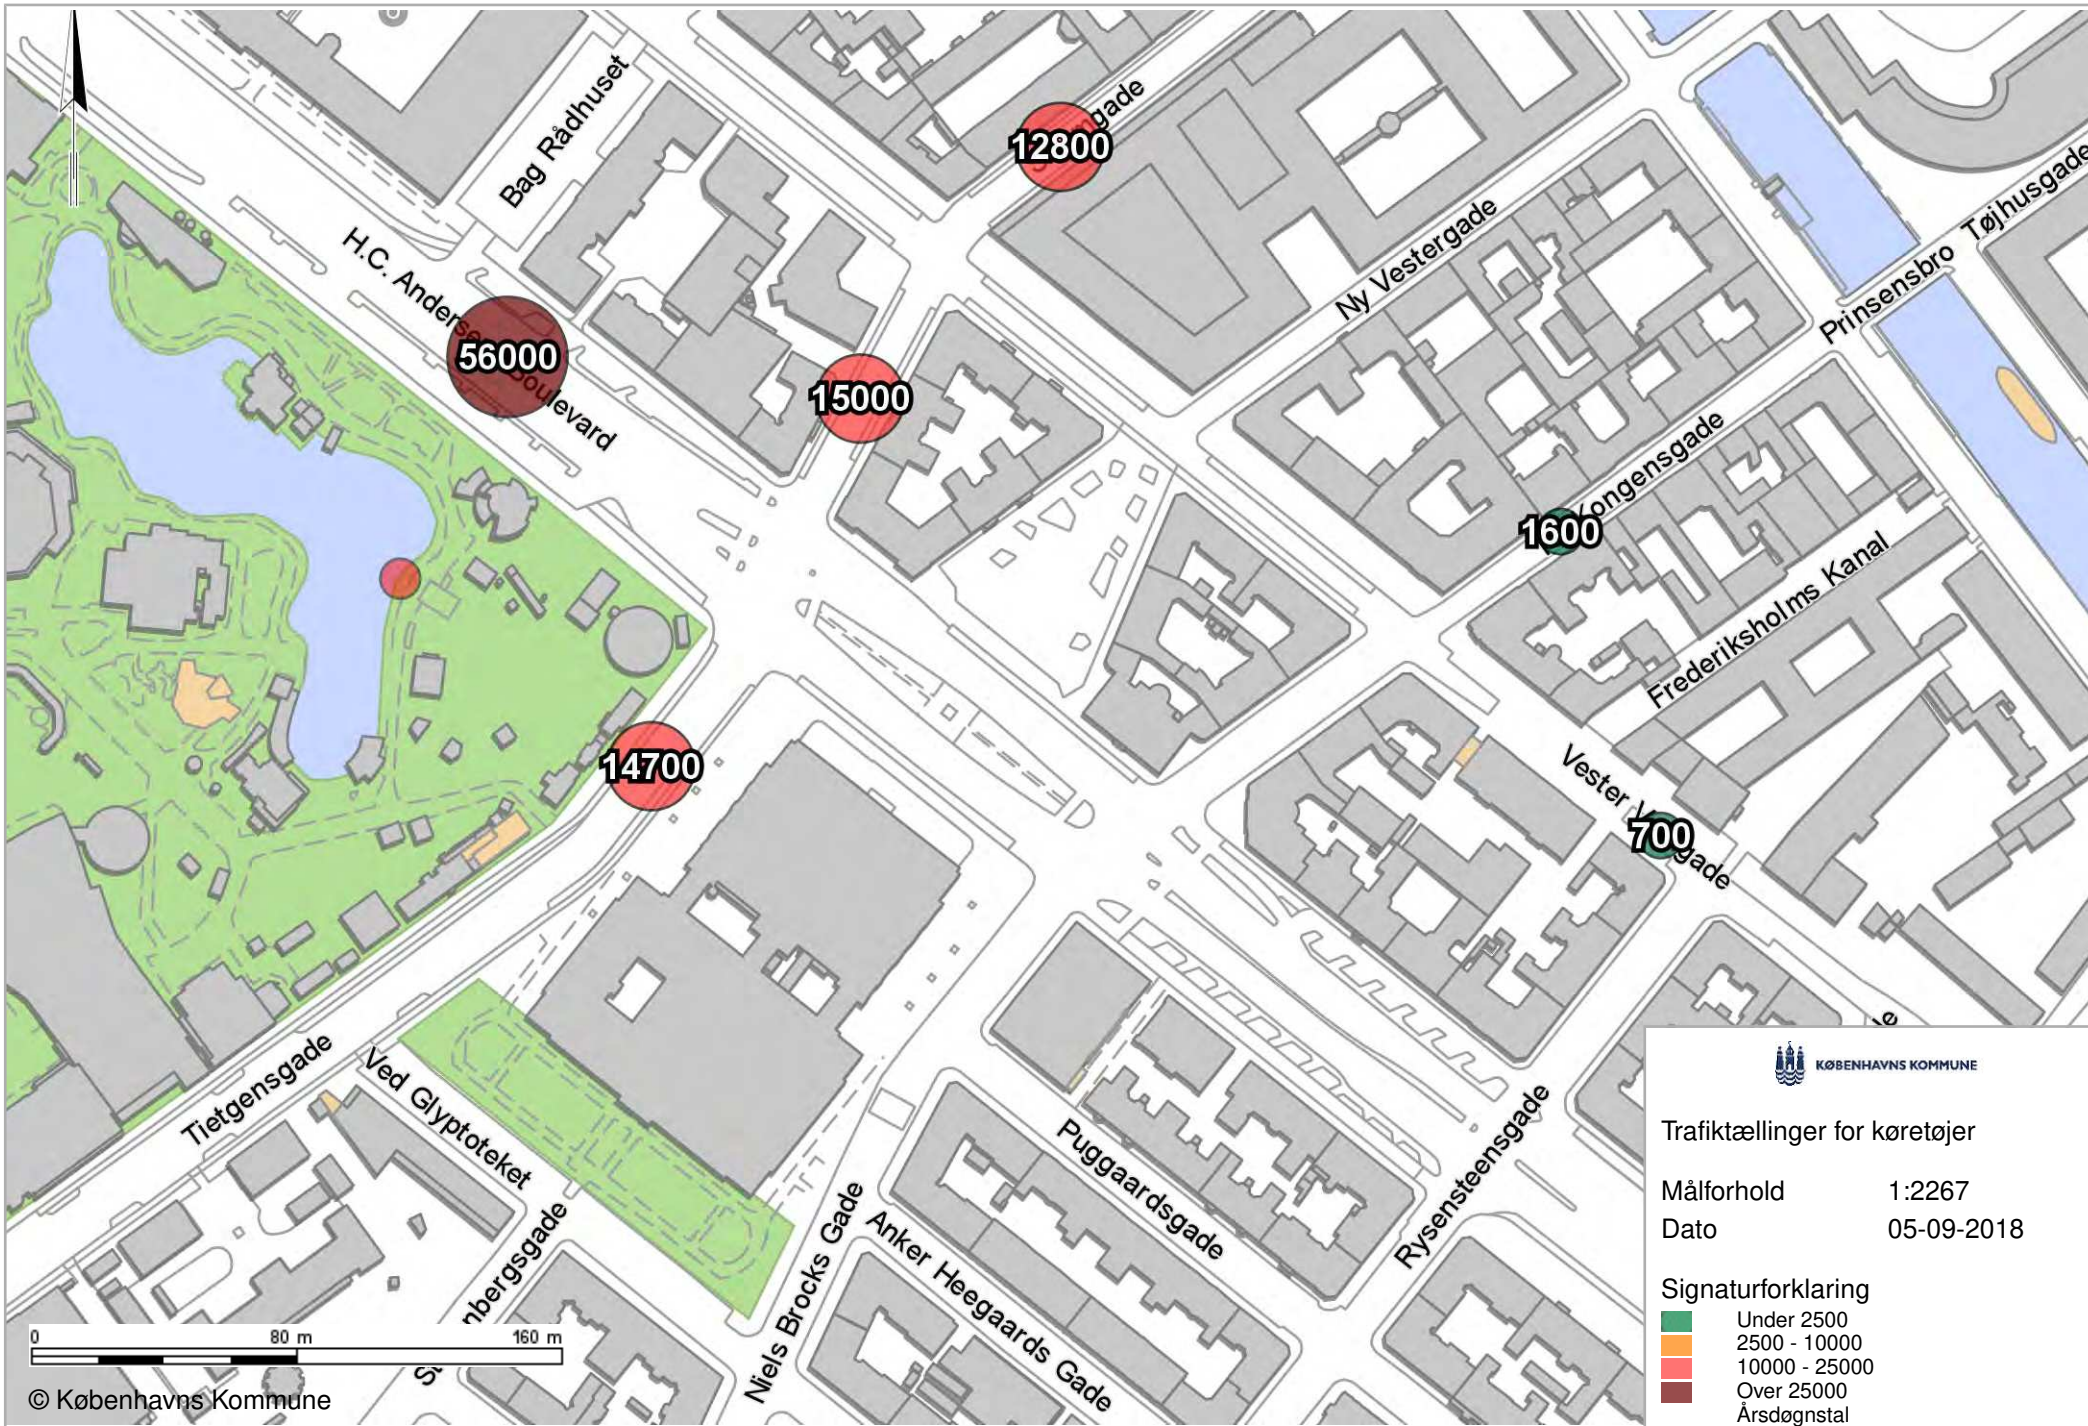 Bag Rådhuset
12800
H.C. Andersens Boulevard
56000
15000
Ny Vestergade
Prinsensbro
Tøjhusgade
Kongensgade
1600
Frederiksholms Kanal
14700
Vester
gade
700
Tietgensgade
Ved Glyptoteket
nbergsgade
Niels Brocks Gade
Anker Heegaards Gade
Puggaardsgade
Rysensteensgade
0 80 m 160 m
© Københavns Kommune
KØBENHAVNS KOMMUNE
Trafiktællinger for køretøjer
Målforhold 1:2267
Dato 05-09-2018
Signaturforklaring
Under 2500
2500 - 10000
10000 - 25000
Over 25000
Årsdøgnstal